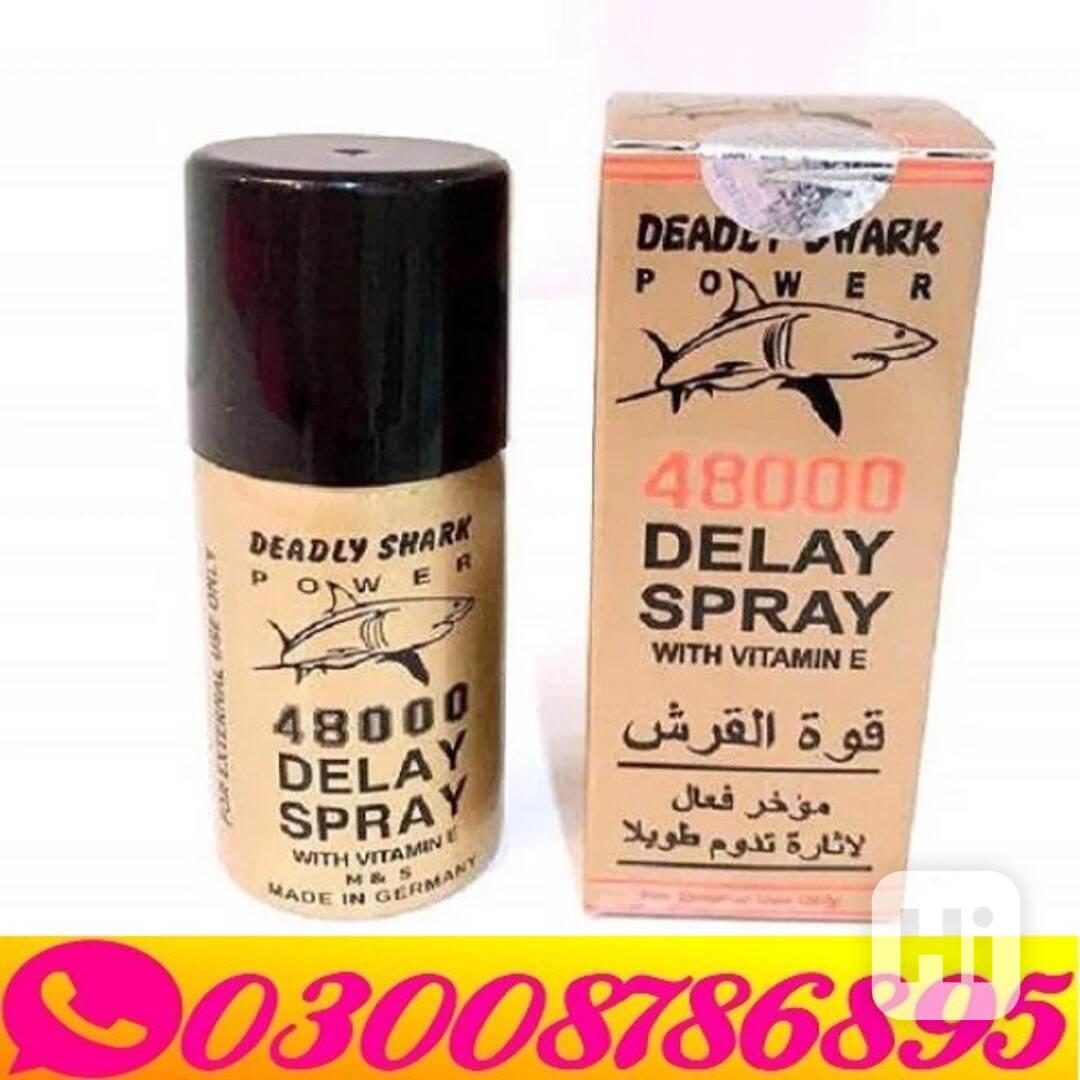 DEADLY SHARK
POWER
48000
DELAY
SPRAY
WITH VITAMIN E
M & S
MADE IN GERMANY
FOR EXTERNAL USE ONLY
DEADLY SHARK
POWER
48000
DELAY
SPRAY
WITH VITAMIN E
قوة القرش
مؤخر فعال
لاثارة تدوم طويلا
Hi
03008786895